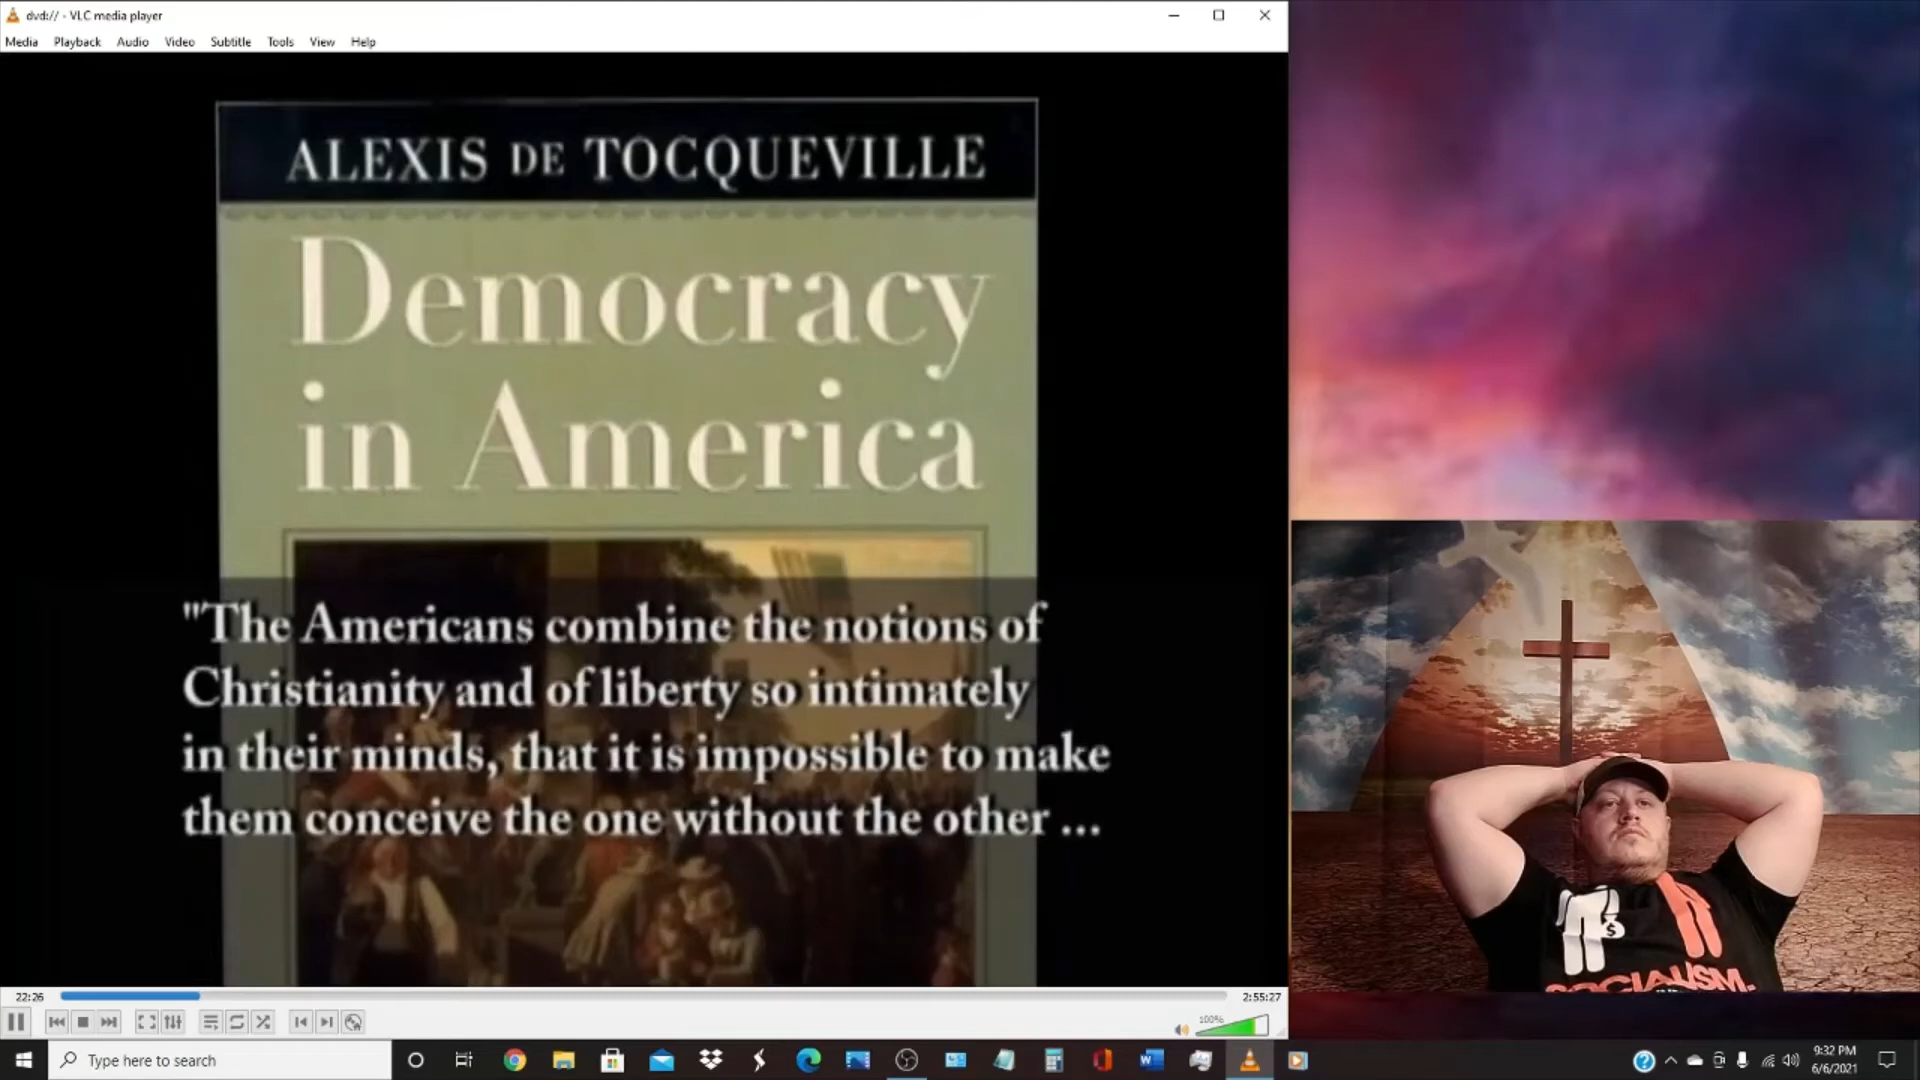 dvd:// - VLC media player
Media Playback Audio Video Subtitle Tools View Help
ALEXIS DE TOCQUEVILLE
Democracy
in America
"The Americans combine the notions of
Christianity and of liberty so intimately
in their minds, that it is impossible to make
them conceive the one without the other ...
SOCIALISM.
22:26
2:55:27
100%
Type here to search
9:32 PM
6/6/2021